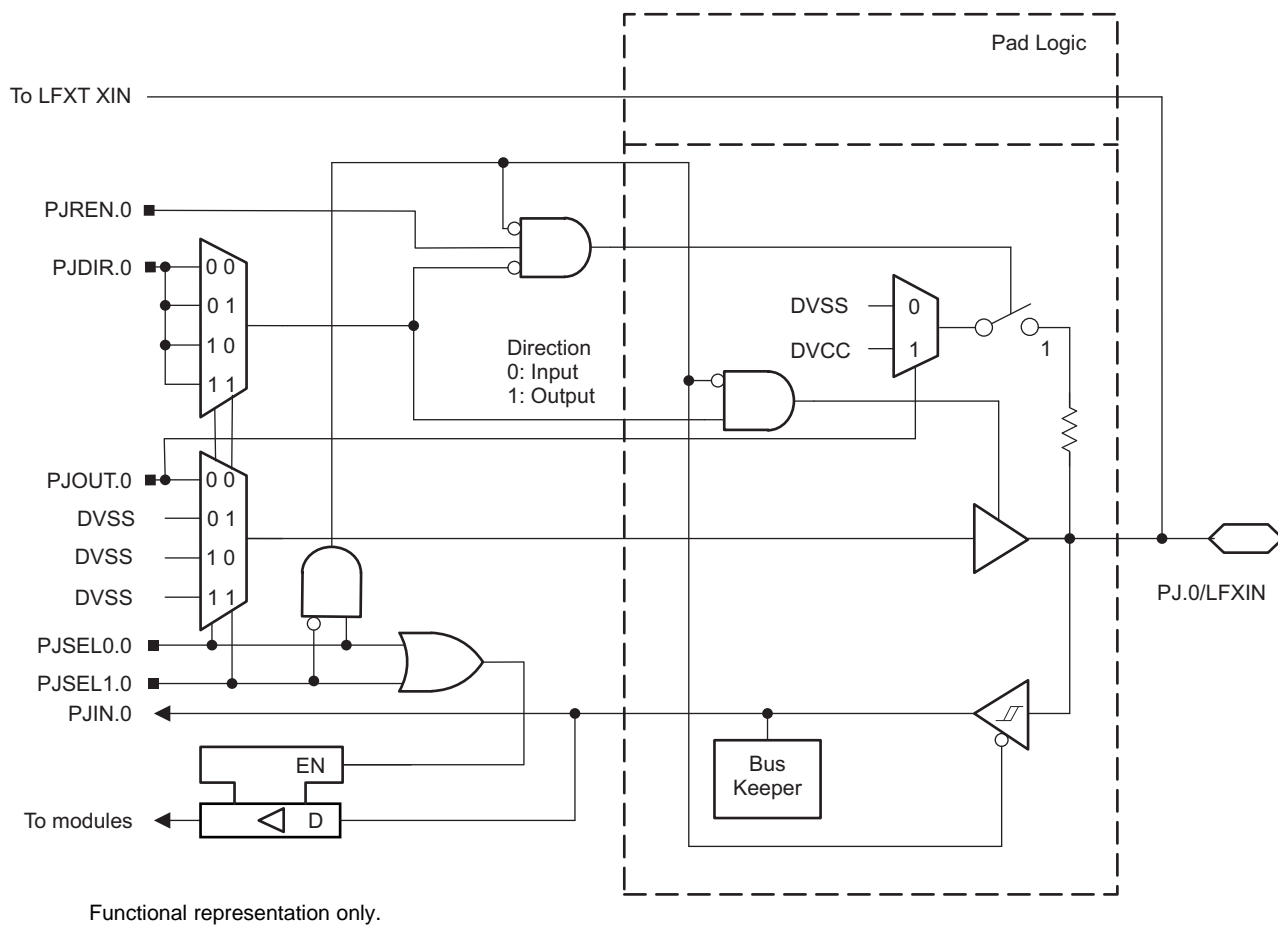 Pad Logic
To LFXT XIN
PJREN.0
PJDIR.0
0 0
0 1
1 0
1 1
Direction
0: Input
1: Output
DVSS
0
DVCC
1
1
PJOUT.0
0 0
DVSS
0 1
DVSS
1 0
DVSS
1 1
PJ.0/LFXIN
PJSEL0.0
PJSEL1.0
PJIN.0
EN
Bus
Keeper
To modules
D
Functional representation only.